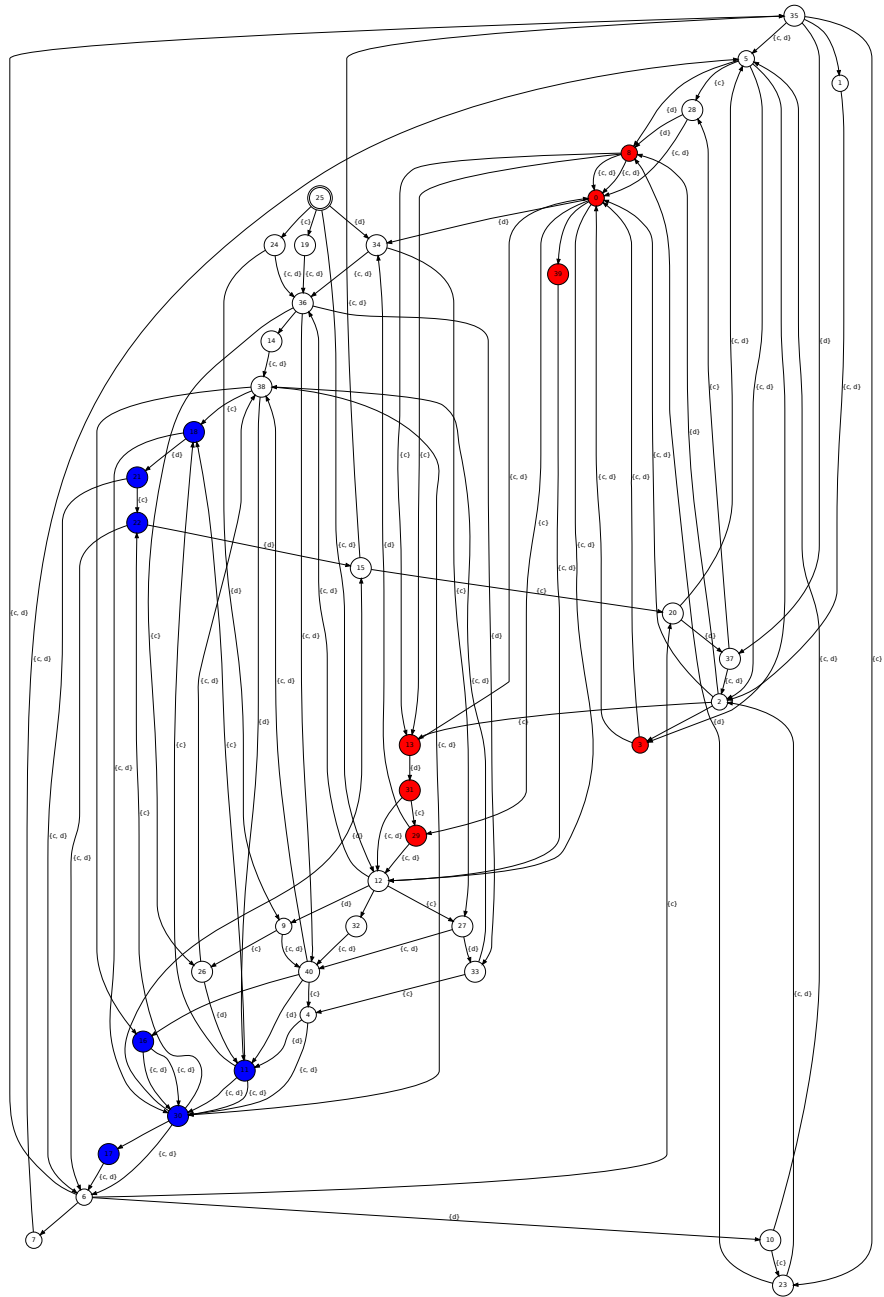 35
{c, d}
5
1
{c}
28
{d}
{d}
{c, d}
{c, d}
{c, d}
25
{c}
{d}
{d}
24
19
34
{c, d}
{c, d}
{c, d}
{c, d}
36
14
{d}
{c, d}
38
{c, d}
{c}
{c}
{d}
{d}
{c}
{c}
{c, d}
{c, d}
{c, d}
{c, d}
{c}
{c}
{c, d}
{d}
{c, d}
{c, d}
{d}
15
{c, d}
{d}
{c}
{c}
{c, d}
20
{d}
{c}
{c, d}
{d}
37
{c, d}
{c, d}
{c, d}
2
{c}
{d}
{c, d}
{c}
{c, d}
{c}
{c}
{d}
{c, d}
{d}
{c}
{c, d}
{d}
{c, d}
{c, d}
{c, d}
12
{d}
{c}
9
32
27
{c}
{c, d}
{c, d}
{c, d}
{d}
26
40
33
{c}
{c}
{c, d}
{d}
{d}
4
{d}
{c, d}
{c, d}
{c, d}
{c, d}
{c, d}
{c, d}
{c, d}
6
{d}
7
10
{c}
23